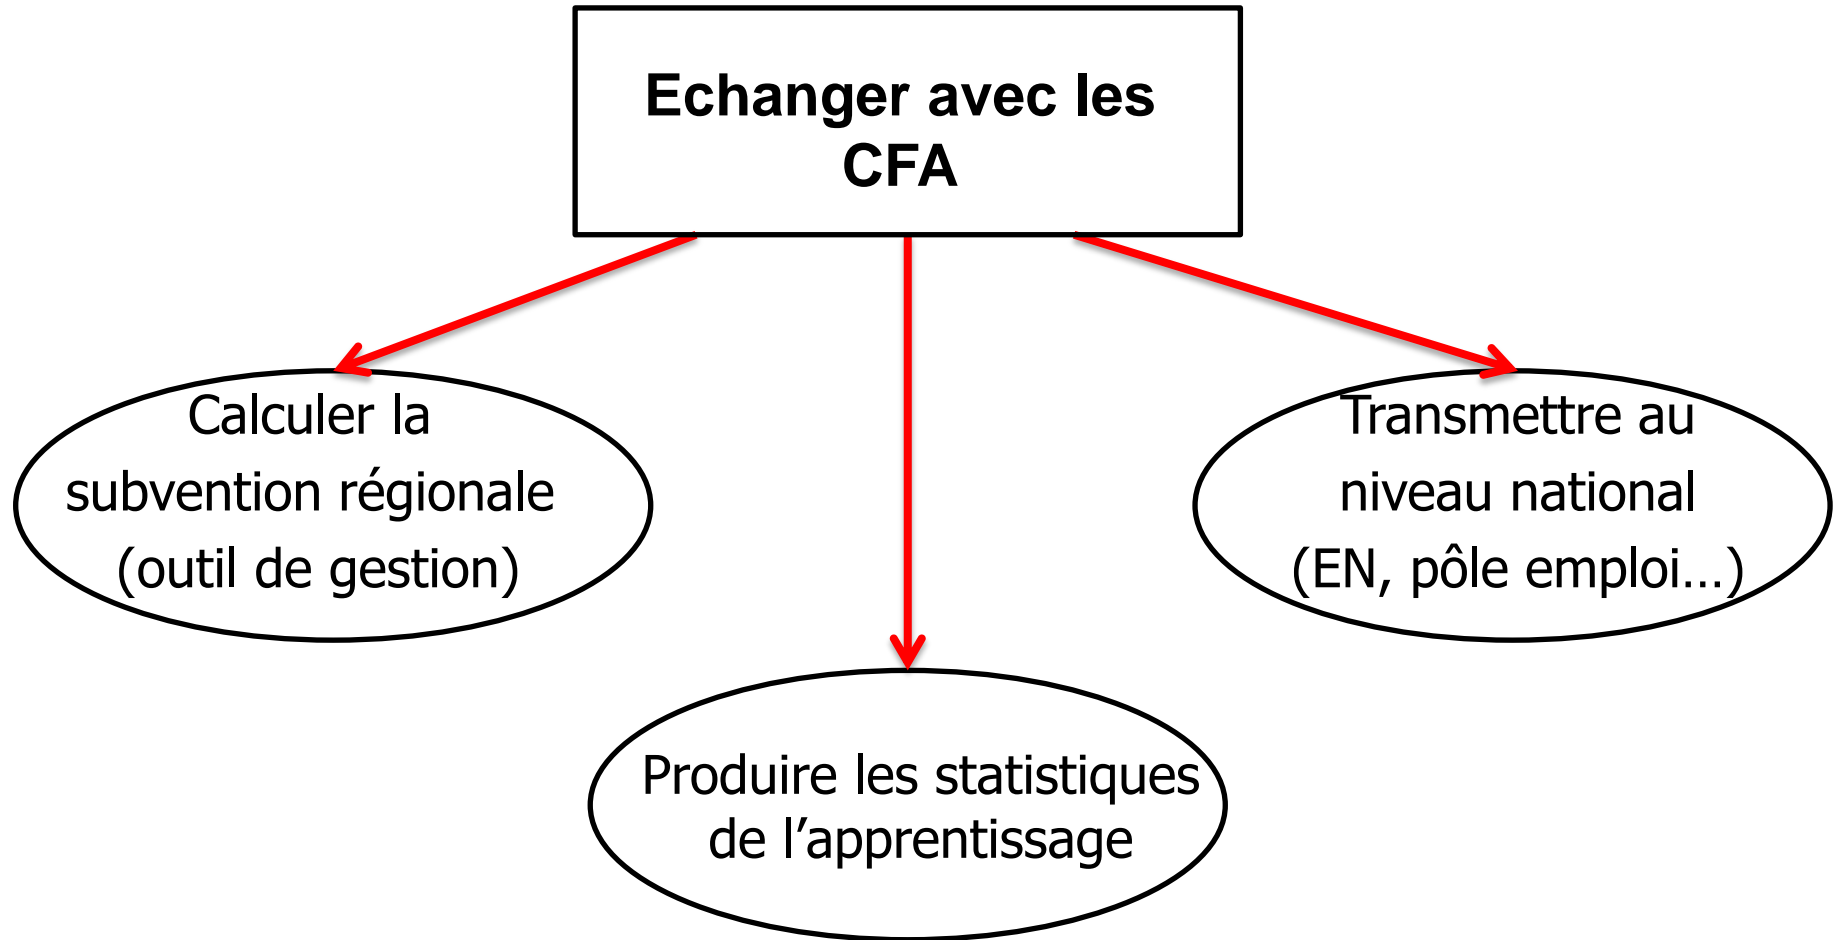 Echanger avec les
CFA
Calculer la
subvention régionale
(outil de gestion)
Transmettre au
niveau national
(EN, pôle emploi…)
Produire les statistiques
de l’apprentissage